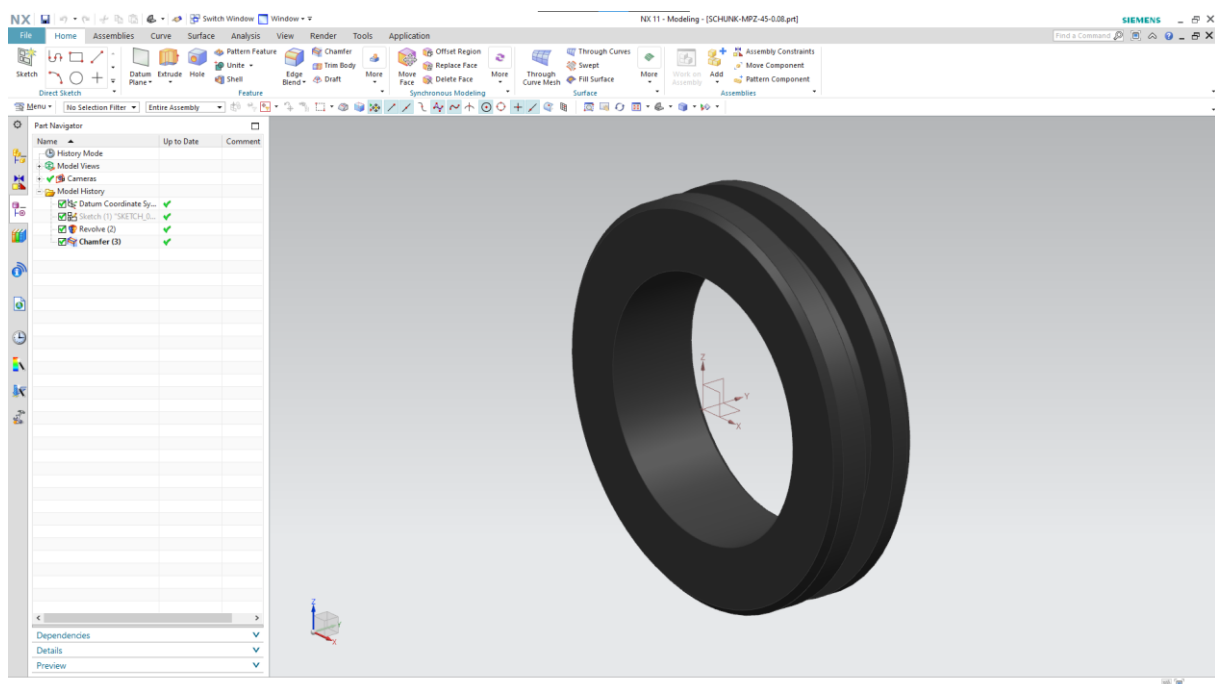 NX Switch Window Window NX 11 - Modeling - [SCHUNK-MPZ-45-0.08.prt] SIEMENS
File Home Assemblies Curve Surface Analysis View Render Tools Application Find a Command
Sketch Datum Plane Extrude Hole Pattern Feature Unite Shell Edge Blend Chamfer Trim Body Draft More Move Face Offset Region Replace Face Delete Face More Through Curve Mesh Through Curves Swept Fill Surface More Work on Assembly Add Assembly Constraints Move Component Pattern Component
Direct Sketch Feature Synchronous Modeling Surface Assemblies
Menu No Selection Filter Entire Assembly
Part Navigator
Name Up to Date Comment
History Mode
Model Views
Cameras
Model History
Datum Coordinate Sy...
Sketch (1) "SKETCH_0...
Revolve (2)
Chamfer (3)
Z
Y
X
Z
Y
X
Dependencies
Details
Preview